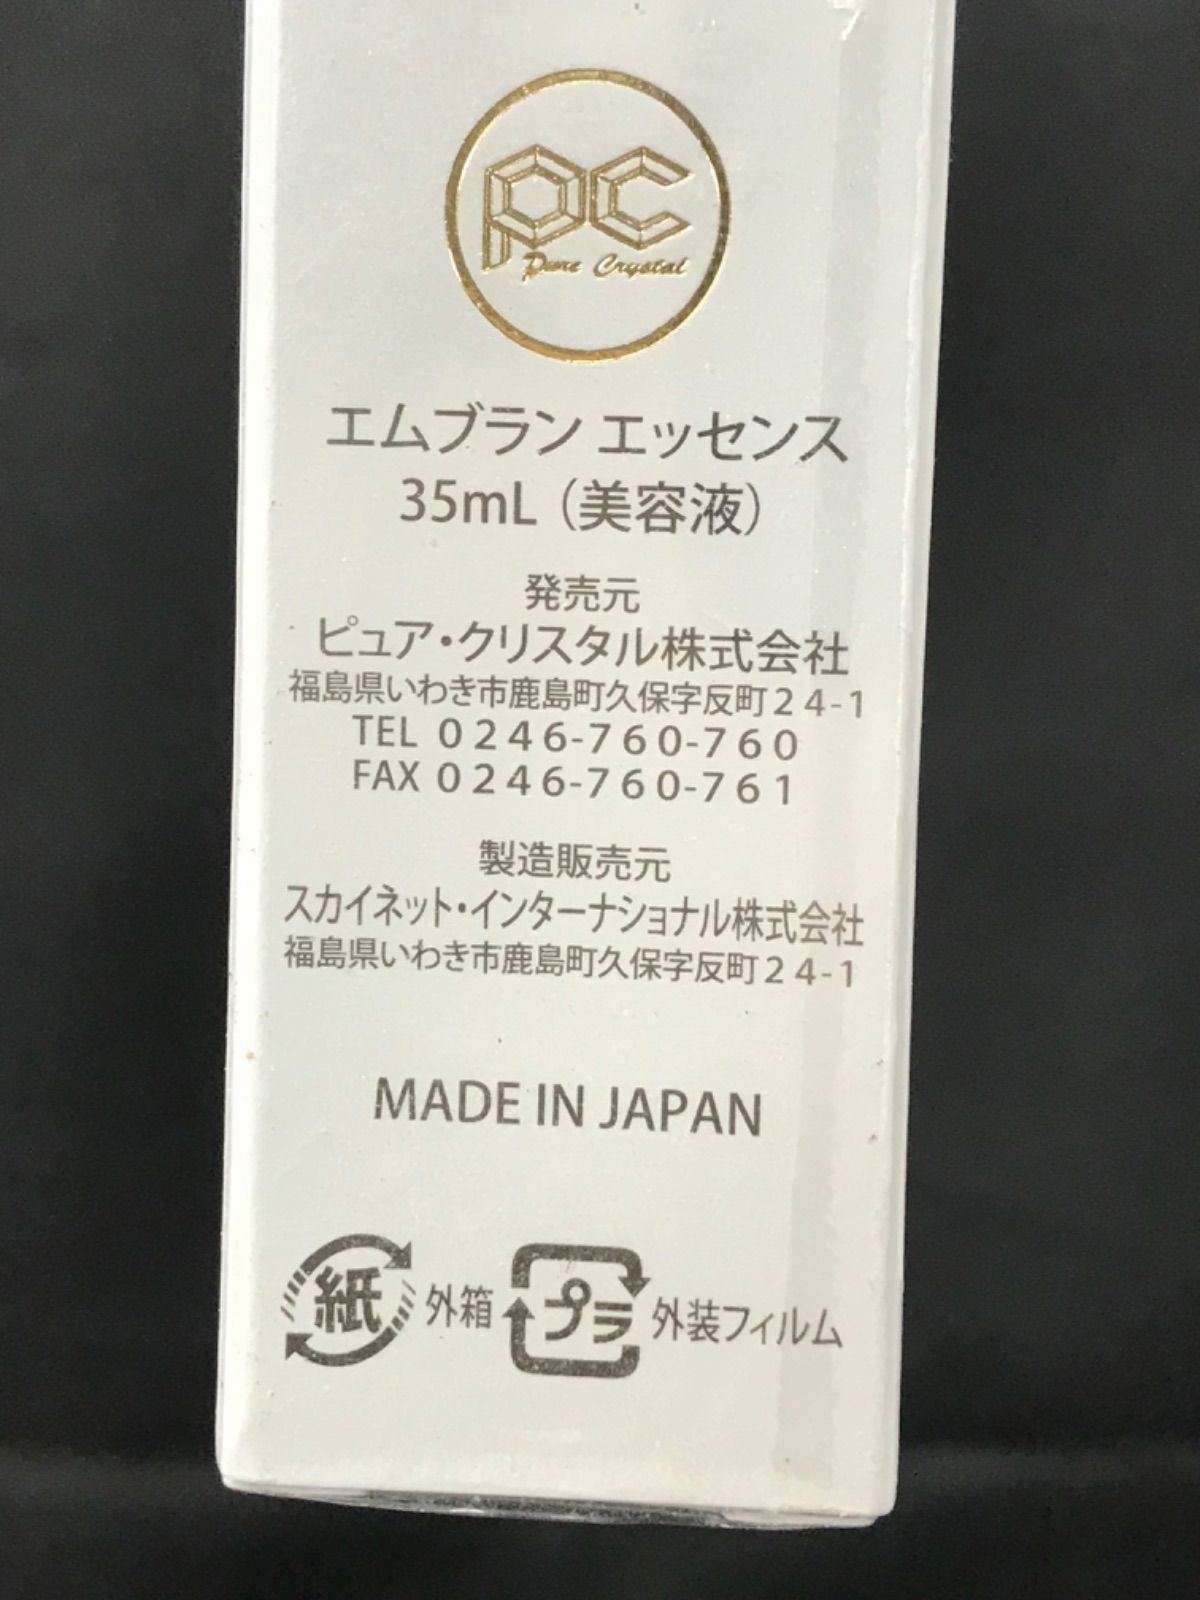 PC
Pure Crystal
エムブラン エッセンス
35mL（美容液）
発売元
ピュア・クリスタル株式会社
福島県いわき市鹿島町久保字反町２４-１
TEL ０２４６-７６０-７６０
FAX ０２４６-７６０-７６１
製造販売元
スカイネット・インターナショナル株式会社
福島県いわき市鹿島町久保字反町２４-１
MADE IN JAPAN
紙 外箱 プラ 外装フィルム